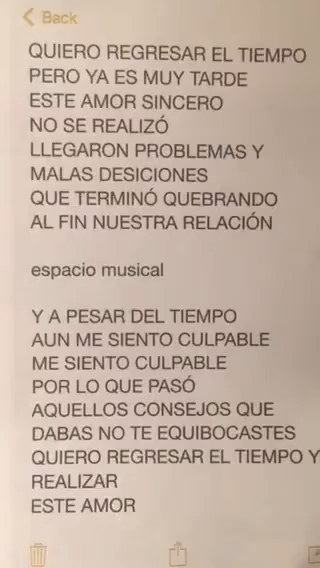 Back
QUIERO REGRESAR EL TIEMPO
PERO YA ES MUY TARDE
ESTE AMOR SINCERO
NO SE REALIZÓ
LLEGARON PROBLEMAS Y
MALAS DESICIONES
QUE TERMINÓ QUEBRANDO
AL FIN NUESTRA RELACIÓN
espacio musical
Y A PESAR DEL TIEMPO
AUN ME SIENTO CULPABLE
ME SIENTO CULPABLE
POR LO QUE PASÓ
AQUELLOS CONSEJOS QUE
DABAS NO TE EQUIBOCASTES
QUIERO REGRESAR EL TIEMPO Y
REALIZAR
ESTE AMOR